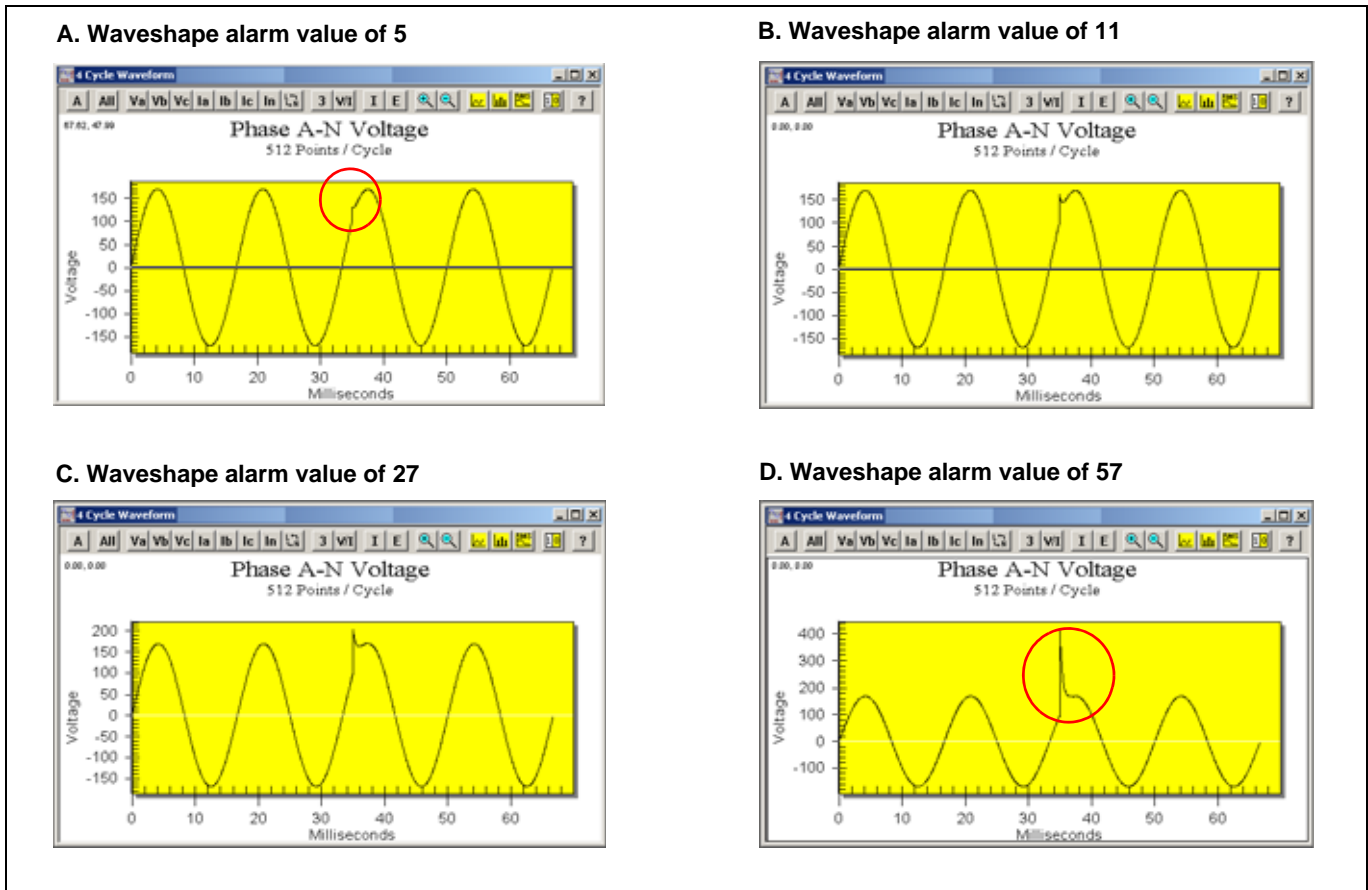 A. Waveshape alarm value of 5
4 Cycle Waveform
A All Va Vb Vc Ia Ib Ic In 3 V/I I E ?
67.62, 47.99
Phase A-N Voltage
512 Points / Cycle
Voltage
150
100
50
0
-50
-100
-150
0 10 20 30 40 50 60
Milliseconds
B. Waveshape alarm value of 11
4 Cycle Waveform
A All Va Vb Vc Ia Ib Ic In 3 V/I I E ?
0.00, 0.00
Phase A-N Voltage
512 Points / Cycle
Voltage
150
100
50
0
-50
-100
-150
0 10 20 30 40 50 60
Milliseconds
C. Waveshape alarm value of 27
4 Cycle Waveform
A All Va Vb Vc Ia Ib Ic In 3 V/I I E ?
0.00, 0.00
Phase A-N Voltage
512 Points / Cycle
Voltage
200
150
100
50
0
-50
-100
-150
0 10 20 30 40 50 60
Milliseconds
D. Waveshape alarm value of 57
4 Cycle Waveform
A All Va Vb Vc Ia Ib Ic In 3 V/I I E ?
0.00, 0.00
Phase A-N Voltage
512 Points / Cycle
Voltage
400
300
200
100
0
-100
0 10 20 30 40 50 60
Milliseconds